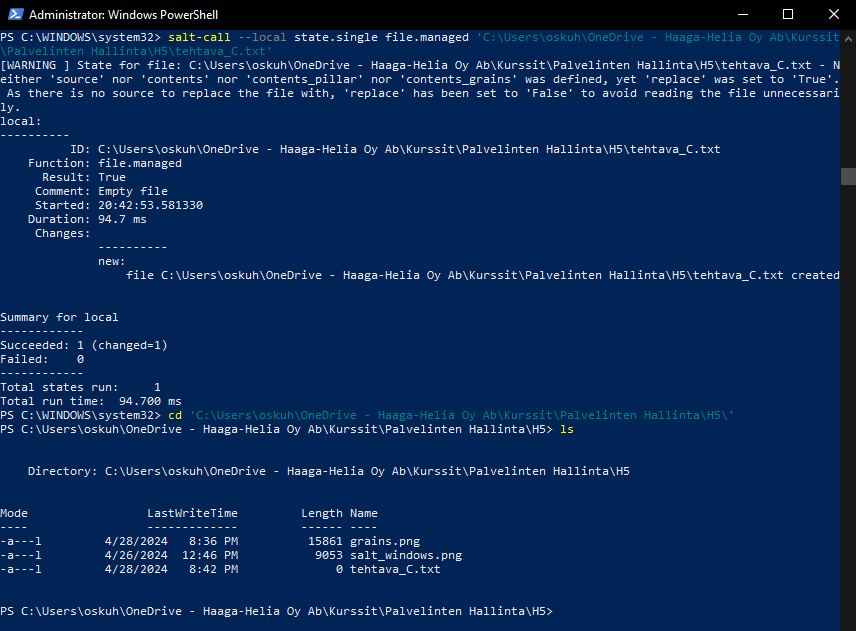 Administrator: Windows PowerShell
PS C:\WINDOWS\system32> salt-call --local state.single file.managed 'C:\Users\oskuh\OneDrive - Haaga-Helia Oy Ab\Kurssit
\Palvelinten Hallinta\H5\tehtava_C.txt'
[WARNING ] State for file: C:\Users\oskuh\OneDrive - Haaga-Helia Oy Ab\Kurssit\Palvelinten Hallinta\H5\tehtava_C.txt - N
either 'source' nor 'contents' nor 'contents_pillar' nor 'contents_grains' was defined, yet 'replace' was set to 'True'.
 As there is no source to replace the file with, 'replace' has been set to 'False' to avoid reading the file unnecessari
ly.
local:
----------
          ID: C:\Users\oskuh\OneDrive - Haaga-Helia Oy Ab\Kurssit\Palvelinten Hallinta\H5\tehtava_C.txt
    Function: file.managed
      Result: True
     Comment: Empty file
     Started: 20:42:53.581330
    Duration: 94.7 ms
     Changes:
              ----------
              new:
                  file C:\Users\oskuh\OneDrive - Haaga-Helia Oy Ab\Kurssit\Palvelinten Hallinta\H5\tehtava_C.txt created

Summary for local
------------
Succeeded: 1 (changed=1)
Failed:    0
------------
Total states run:     1
Total run time:  94.700 ms
PS C:\WINDOWS\system32> cd 'C:\Users\oskuh\OneDrive - Haaga-Helia Oy Ab\Kurssit\Palvelinten Hallinta\H5\'
PS C:\Users\oskuh\OneDrive - Haaga-Helia Oy Ab\Kurssit\Palvelinten Hallinta\H5> ls

    Directory: C:\Users\oskuh\OneDrive - Haaga-Helia Oy Ab\Kurssit\Palvelinten Hallinta\H5

Mode                 LastWriteTime         Length Name
----                 -------------         ------ ----
-a---l         4/28/2024   8:36 PM          15861 grains.png
-a---l         4/26/2024  12:46 PM           9053 salt_windows.png
-a---l         4/28/2024   8:42 PM              0 tehtava_C.txt

PS C:\Users\oskuh\OneDrive - Haaga-Helia Oy Ab\Kurssit\Palvelinten Hallinta\H5>